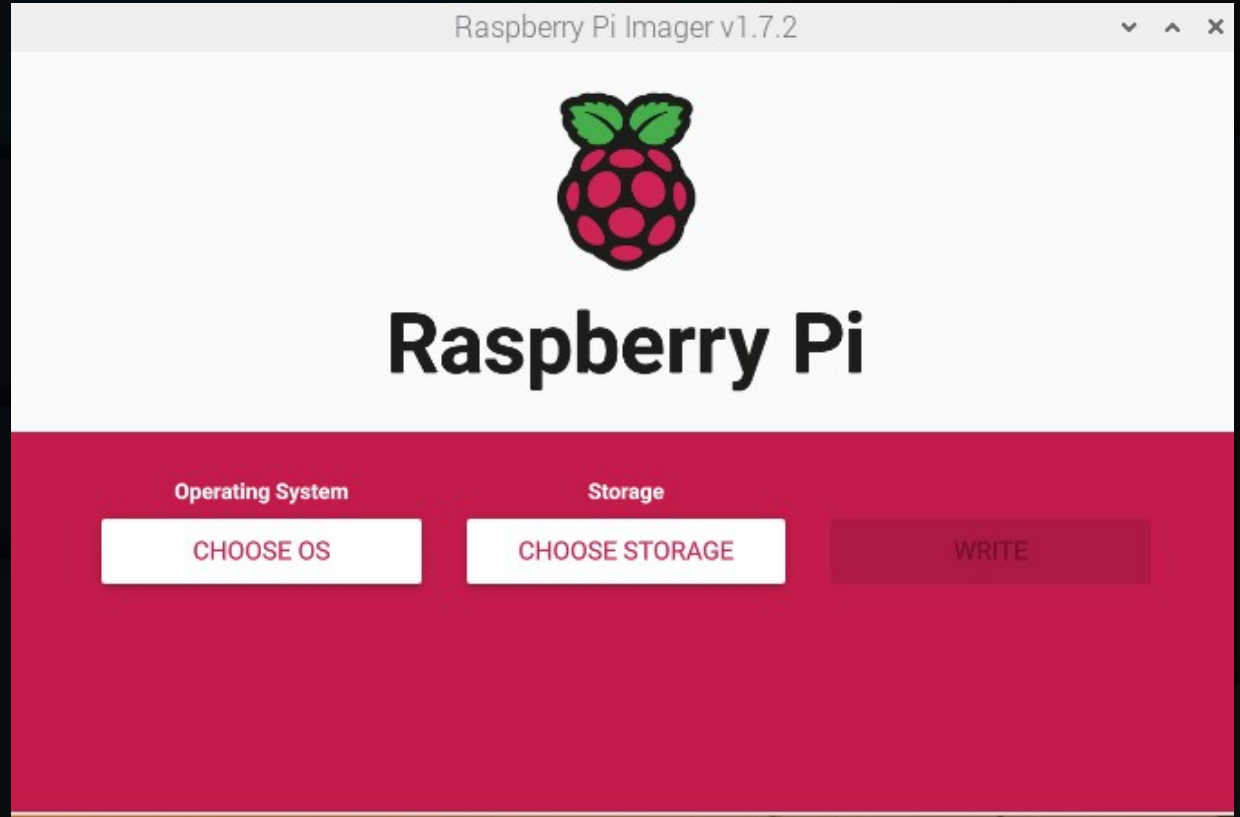 Raspberry Pi Imager v1.7.2
Raspberry Pi
Operating System
Storage
CHOOSE OS
CHOOSE STORAGE
WRITE